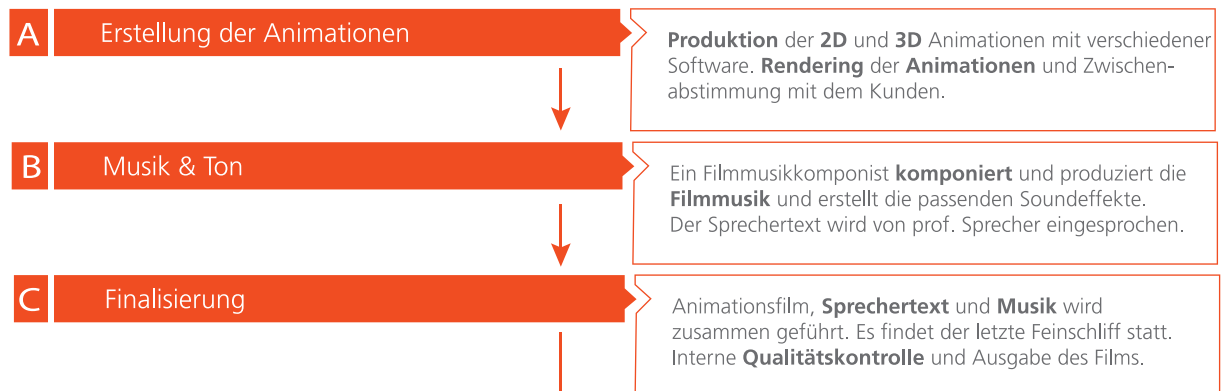 A Erstellung der Animationen
Produktion der 2D und 3D Animationen mit verschiedener
Software. Rendering der Animationen und Zwischen-
abstimmung mit dem Kunden.
B Musik & Ton
Ein Filmmusikkomponist komponiert und produziert die
Filmmusik und erstellt die passenden Soundeffekte.
Der Sprechertext wird von prof. Sprecher eingesprochen.
C Finalisierung
Animationsfilm, Sprechertext und Musik wird
zusammen geführt. Es findet der letzte Feinschliff statt.
Interne Qualitätskontrolle und Ausgabe des Films.